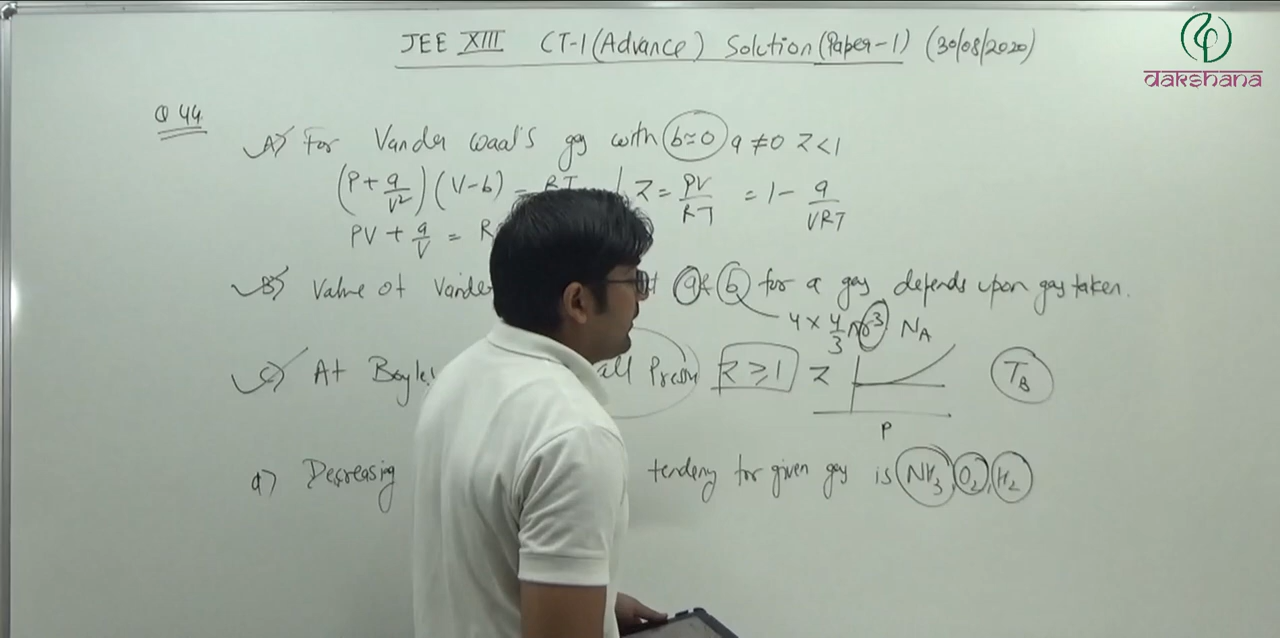 JEE XIII CT-1 (Advance) Solution (Paper-1) (30/08/2020)
dakshana
Q 44.
A) For Vander Waal's gas with b≈0 a ≠ 0 Z < 1
(P + a/V²) (V-b) = RT | Z = PV/RT = 1 - a/VRT
PV + a/V = R
B) Value of Vander a & b for a gas depends upon gas taken.
4 × 4/3 πr³ N_A
C) At Boyle all Pressu Z ≥ 1 Z T_B
P
d) Decreasing tendency for given gas is NH₃, O₂, H₂